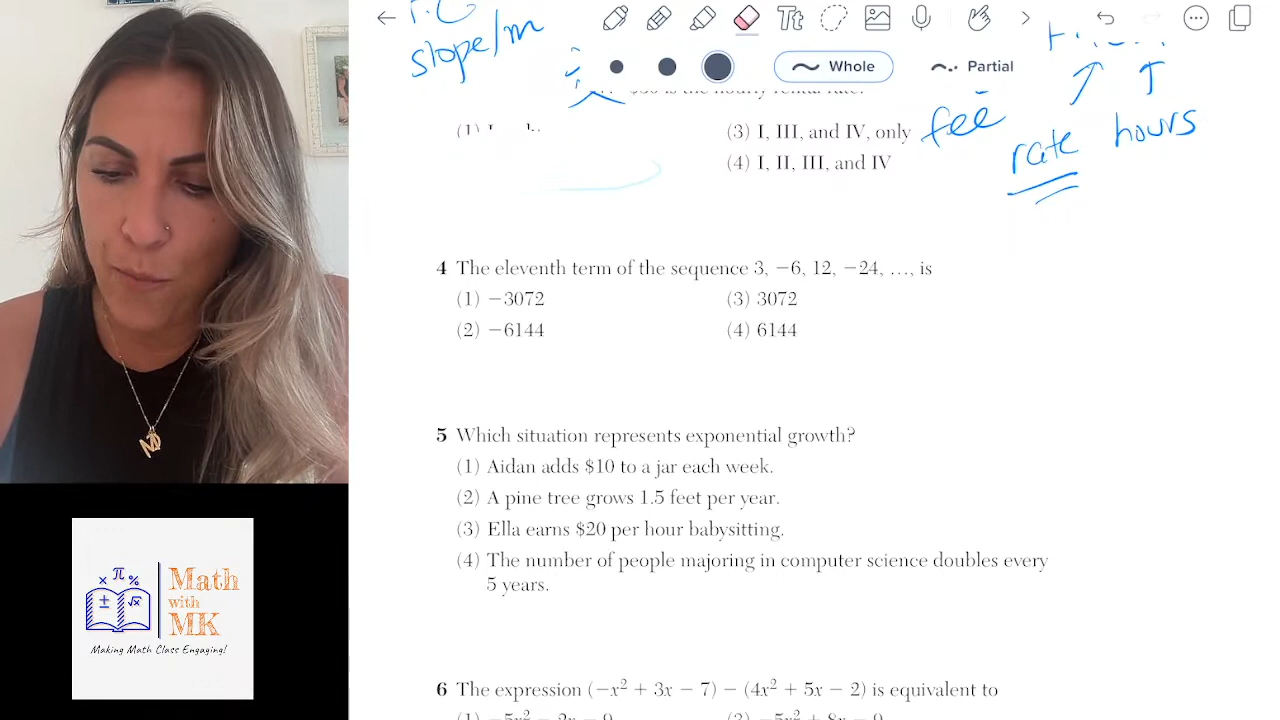 slope/m
Tt
Whole
Partial
(3) I, III, and IV, only
(4) I, II, III, and IV
fee
rate
hours
4 The eleventh term of the sequence 3, −6, 12, −24, …, is
(1) −3072
(3) 3072
(2) −6144
(4) 6144
5 Which situation represents exponential growth?
(1) Aidan adds $10 to a jar each week.
(2) A pine tree grows 1.5 feet per year.
(3) Ella earns $20 per hour babysitting.
(4) The number of people majoring in computer science doubles every
5 years.
6 The expression (−x² + 3x − 7) − (4x² + 5x − 2) is equivalent to
x π %
± √x
Math
with
MK
Making Math Class Engaging!